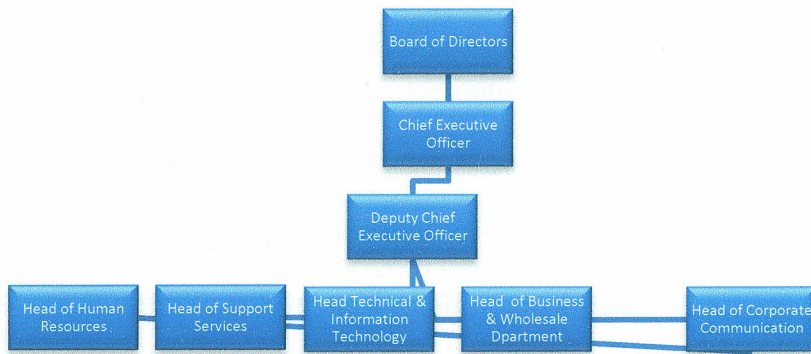 Board of Directors
Chief Executive
Officer
Deputy Chief
Executive Officer
Head of Human
Resources
Head of Support
Services
Head Technical &
Information
Technology
Head of Business
& Wholesale
Dpartment
Head of Corporate
Communication